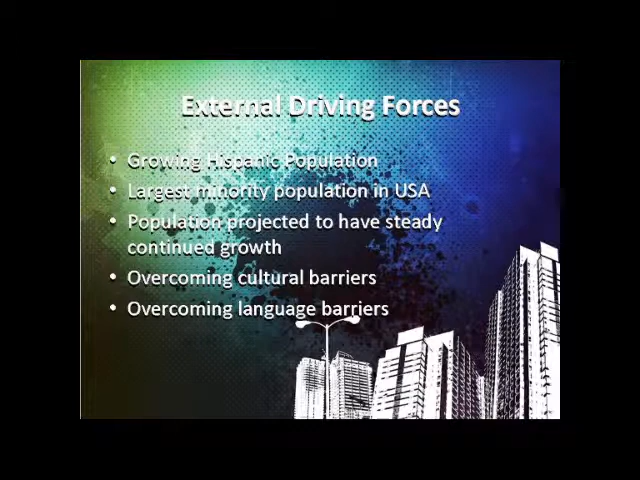 External Driving Forces
• Growing Hispanic Population
• Largest minority population in USA
• Population projected to have steady
continued growth
• Overcoming cultural barriers
• Overcoming language barriers